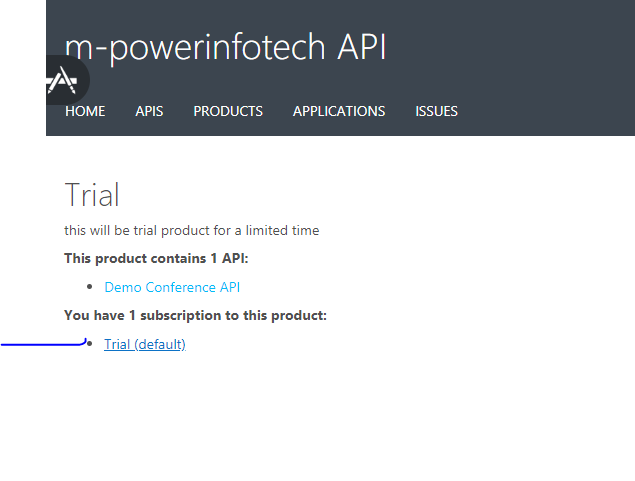 m-powerinfotech API
HOME APIS PRODUCTS APPLICATIONS ISSUES
Trial
this will be trial product for a limited time
This product contains 1 API:
Demo Conference API
You have 1 subscription to this product:
Trial (default)